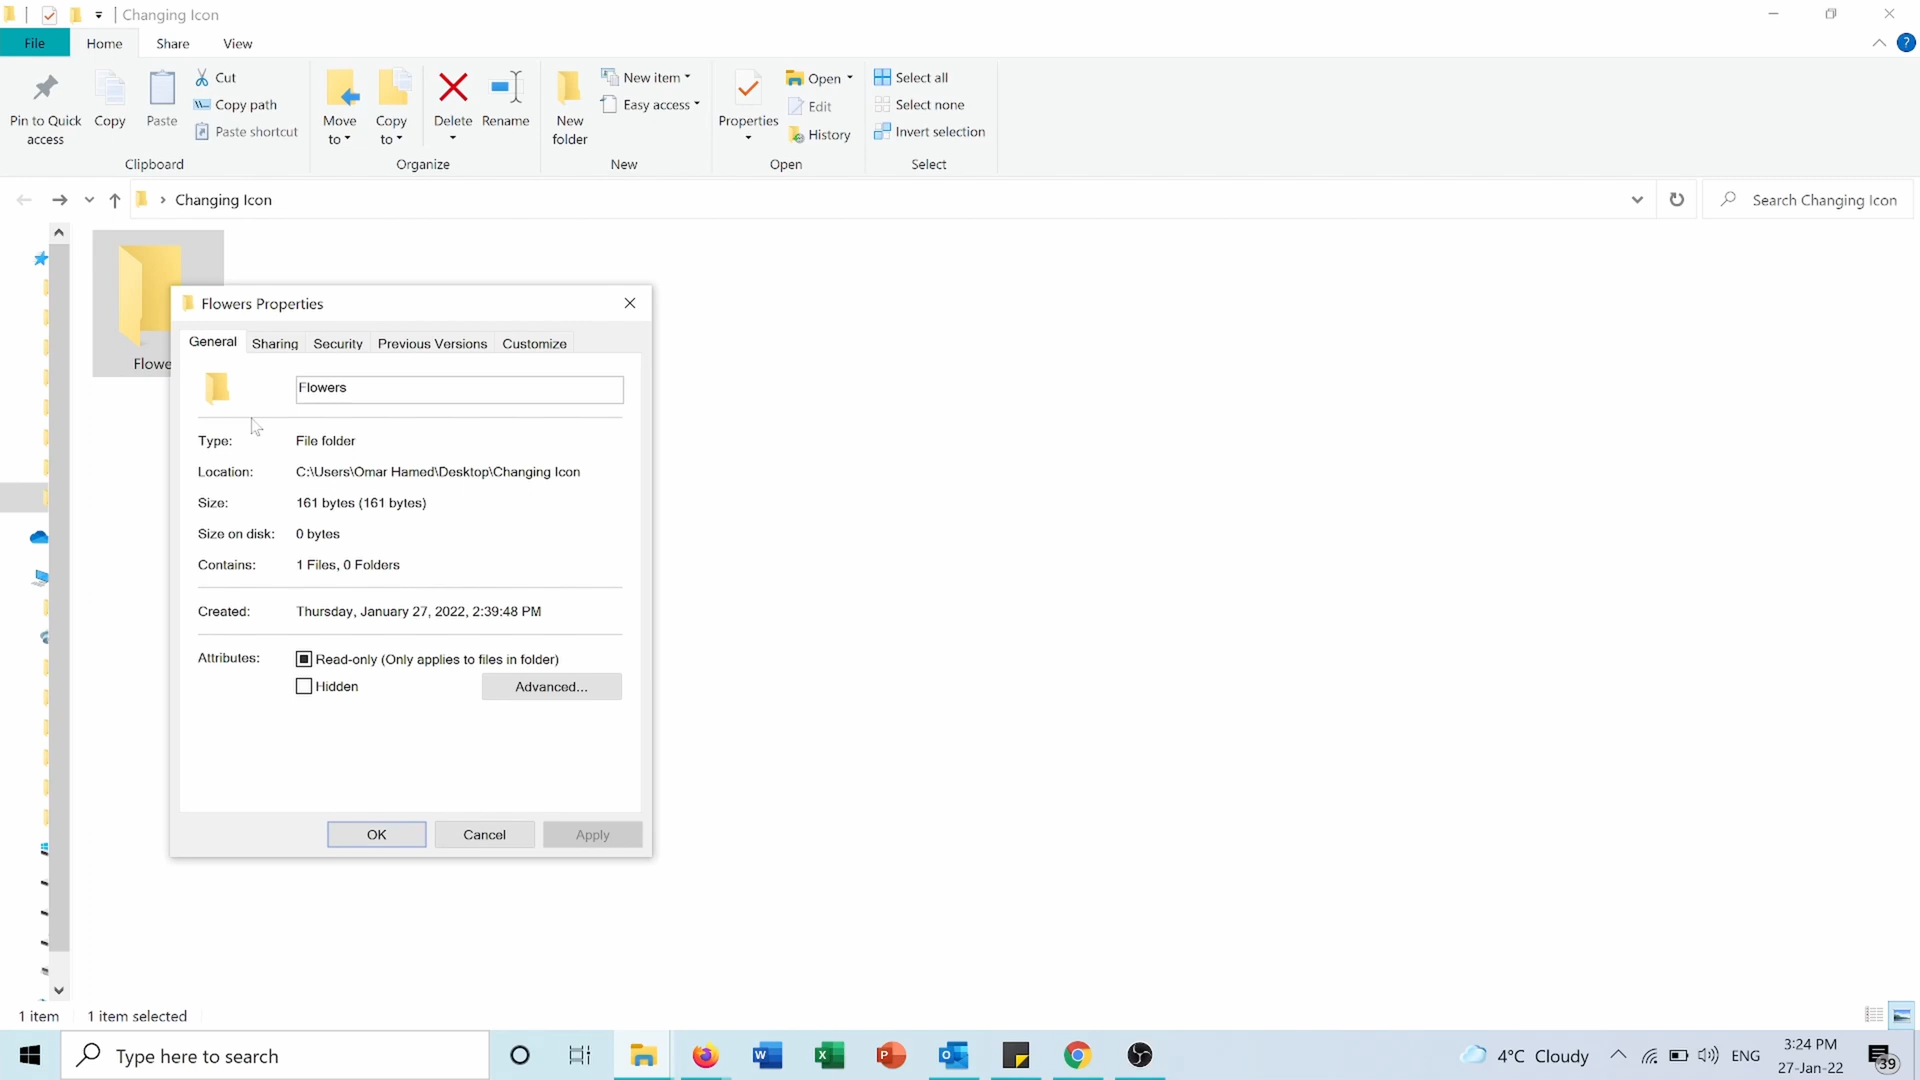 Changing Icon
File
Home
Share
View
?
Pin to Quick
access
Copy
Paste
Cut
Copy path
Paste shortcut
Clipboard
Move
to
Copy
to
Delete
Rename
Organize
New
folder
New item
Easy access
New
Properties
Open
Edit
History
Open
Select all
Select none
Invert selection
Select
Changing Icon
Search Changing Icon
Flowe
Flowers Properties
General
Sharing
Security
Previous Versions
Customize
Flowers
Type: File folder
Location: C:\Users\Omar Hamed\Desktop\Changing Icon
Size: 161 bytes (161 bytes)
Size on disk: 0 bytes
Contains: 1 Files, 0 Folders
Created: Thursday, January 27, 2022, 2:39:48 PM
Attributes: Read-only (Only applies to files in folder)
Hidden
Advanced...
OK
Cancel
Apply
1 item
1 item selected
Type here to search
W
X
P
O
4°C Cloudy
ENG
3:24 PM
27-Jan-22
39